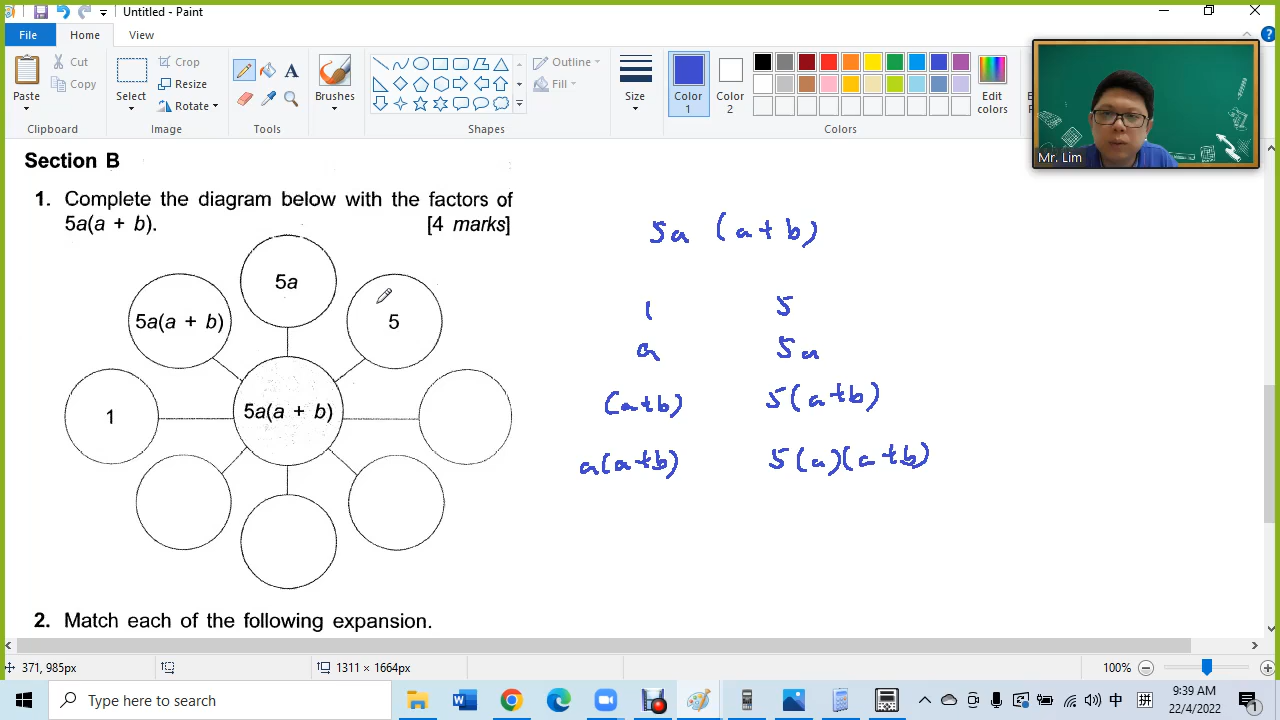 Untitled - Paint
File
Home
View
Paste
Cut
Copy
Clipboard
Select
Crop
Resize
Rotate
Image
A
Tools
Brushes
Outline
Fill
Shapes
Size
Color 1
Color 2
Edit colors
Colors
Mr. Lim
Section B
1. Complete the diagram below with the factors of
5a(a + b). [4 marks]
5a
5a(a + b)
5
1
5a(a + b)
5a (a+b)
1 5
a 5a
(a+b) 5(a+b)
a(a+b) 5(a)(a+b)
2. Match each of the following expansion.
371, 985px
1311 × 1664px
100%
Type here to search
中
拼
9:39 AM
22/4/2022
1